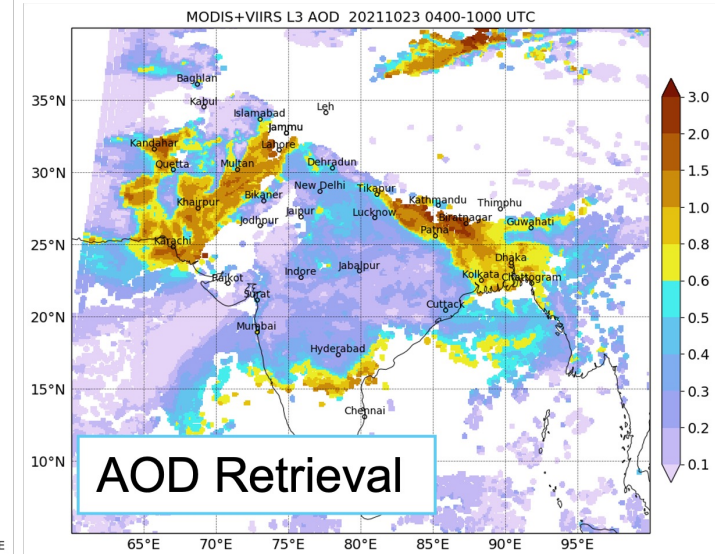 MODIS+VIIRS L3 AOD 20211023 0400-1000 UTC
35°N
30°N
25°N
20°N
15°N
10°N
65°E
70°E
75°E
80°E
85°E
90°E
95°E
Baghlan
Kabul
Leh
Islamabad
Jammu
Kandahar
Lahore
Quetta
Multan
Dehradun
New Delhi
Tikapur
Khairpur
Bikaner
Kathmandu
Thimphu
Jaipur
Lucknow
Biratnagar
Jodhpur
Guwahati
Patna
Karachi
Dhaka
Rajkot
Indore
Jabalpur
Kolkata
Chattogram
Surat
Cuttack
Mumbai
Hyderabad
Chennai
AOD Retrieval
3.0
2.0
1.5
1.0
0.8
0.6
0.5
0.4
0.3
0.2
0.1
E